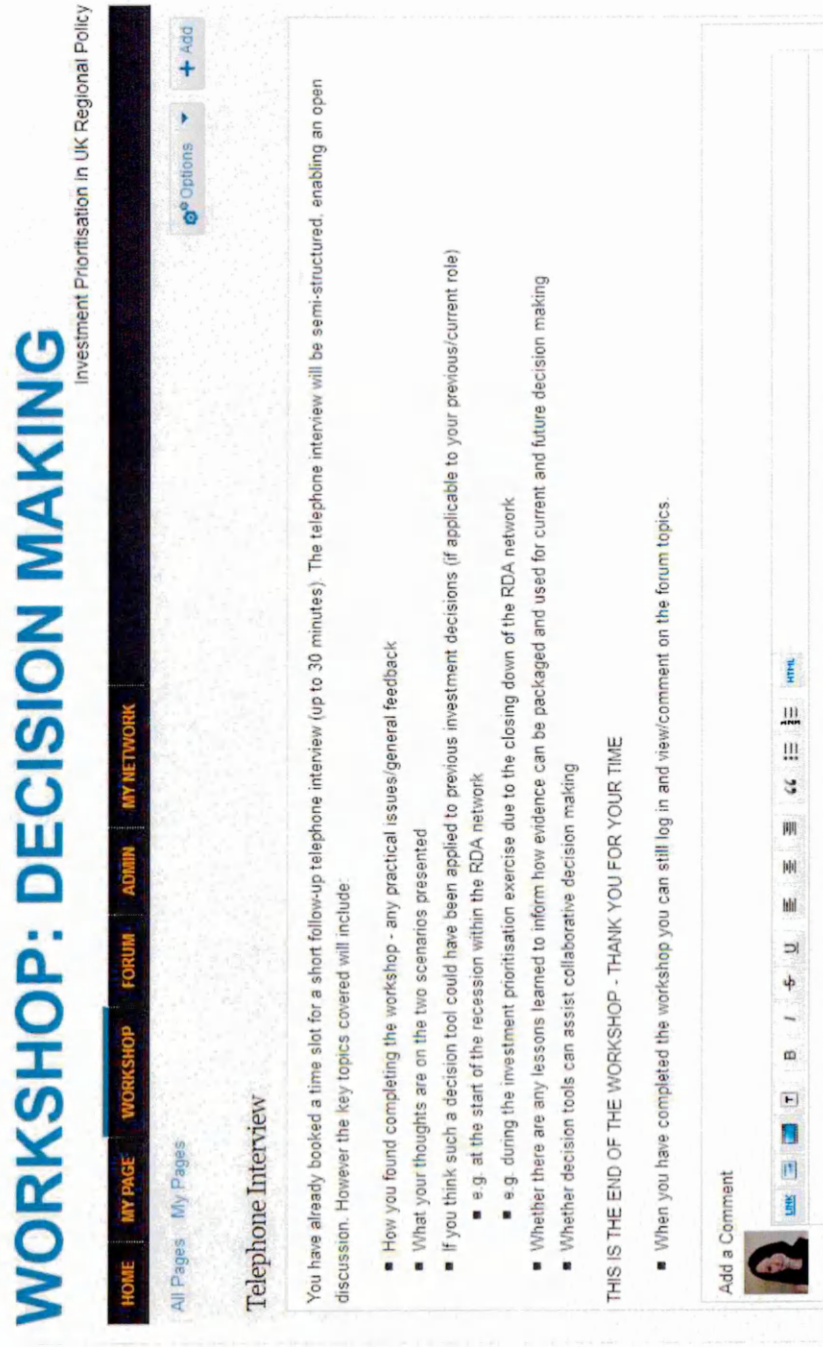 WORKSHOP: DECISION MAKING
Investment Prioritisation in UK Regional Policy
HOME MY PAGE WORKSHOP FORUM ADMIN MY NETWORK
All Pages My Pages
Options + Add
Telephone Interview
You have already booked a time slot for a short follow-up telephone interview (up to 30 minutes). The telephone interview will be semi-structured, enabling an open
discussion. However the key topics covered will include:
■ How you found completing the workshop - any practical issues/general feedback
■ What your thoughts are on the two scenarios presented
■ If you think such a decision tool could have been applied to previous investment decisions (if applicable to your previous/current role)
■ e.g. at the start of the recession within the RDA network
■ e.g. during the investment prioritisation exercise due to the closing down of the RDA network
■ Whether there are any lessons learned to inform how evidence can be packaged and used for current and future decision making
■ Whether decision tools can assist collaborative decision making
THIS IS THE END OF THE WORKSHOP - THANK YOU FOR YOUR TIME
■ When you have completed the workshop you can still log in and view/comment on the forum topics.
Add a Comment
LINK T B I S U HTML